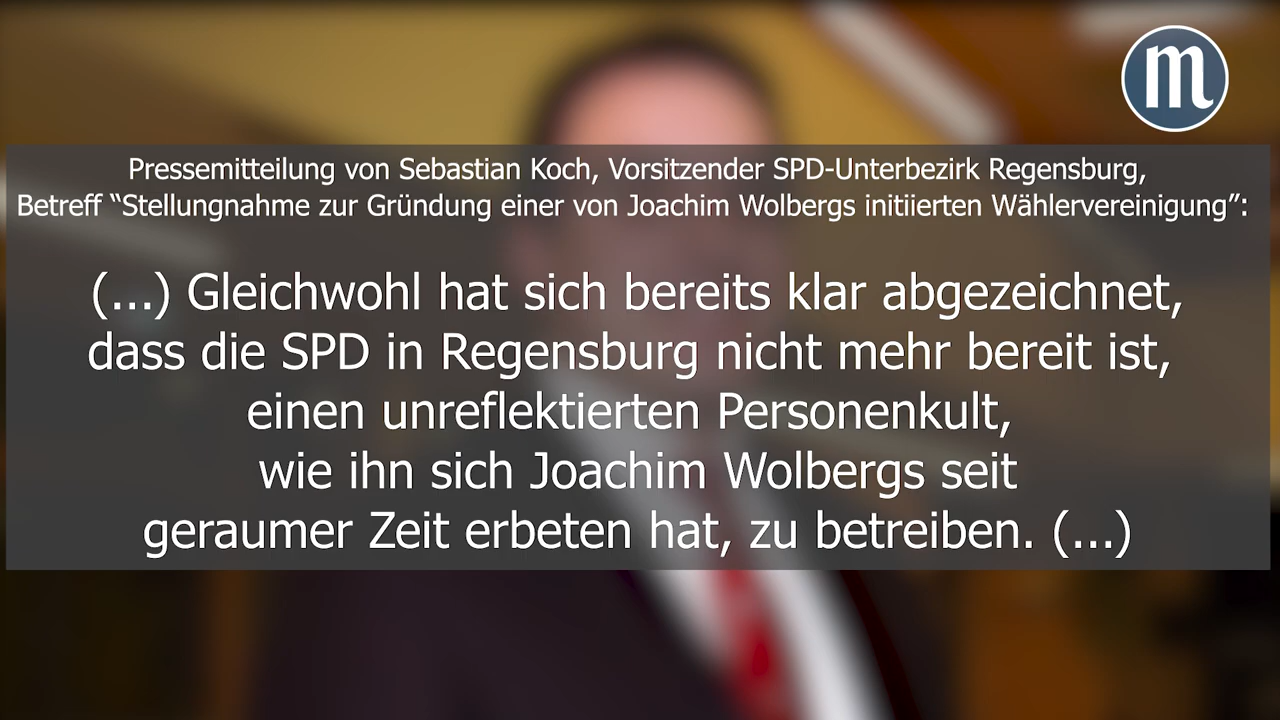 m
Pressemitteilung von Sebastian Koch, Vorsitzender SPD-Unterbezirk Regensburg,
Betreff “Stellungnahme zur Gründung einer von Joachim Wolbergs initiierten Wählervereinigung”:
(...) Gleichwohl hat sich bereits klar abgezeichnet,
dass die SPD in Regensburg nicht mehr bereit ist,
einen unreflektierten Personenkult,
wie ihn sich Joachim Wolbergs seit
geraumer Zeit erbeten hat, zu betreiben. (...)